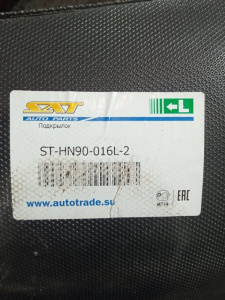 SAT
AUTO PARTS
L
Подкрылок
ST-HN90-016L-2
www.autotrade.su
EAC